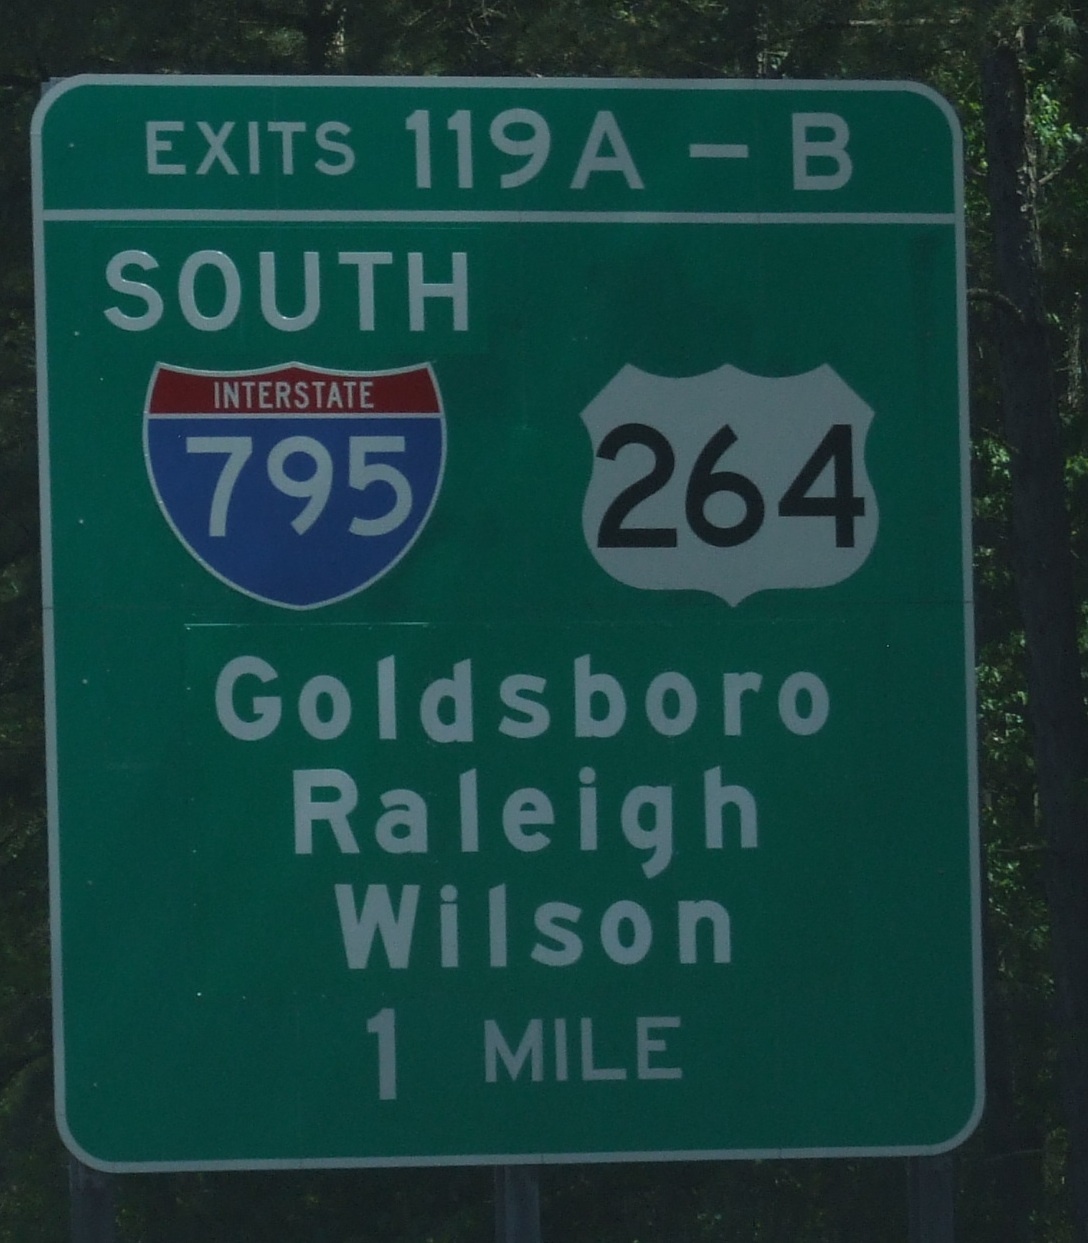 EXITS 119A - B
SOUTH
INTERSTATE
795 264
Goldsboro
Raleigh
Wilson
1 MILE